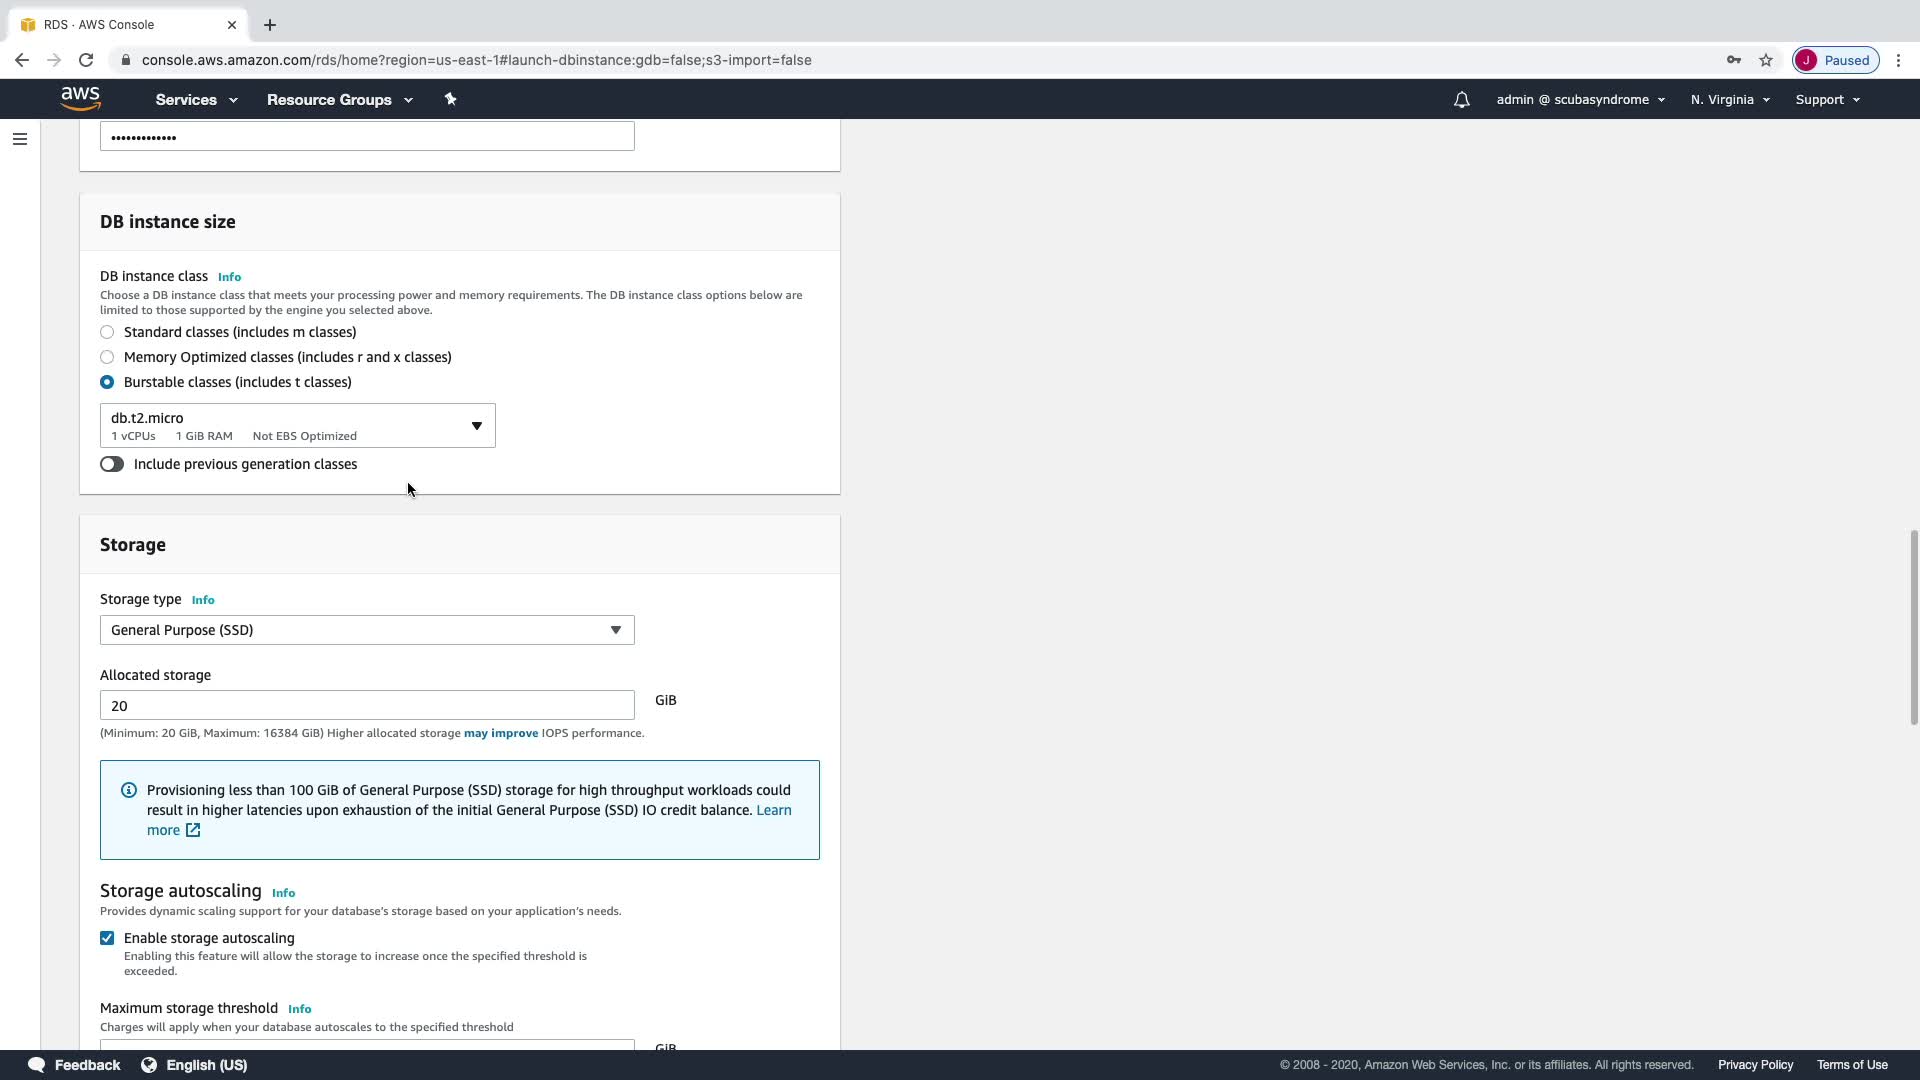 RDS · AWS Console
console.aws.amazon.com/rds/home?region=us-east-1#launch-dbinstance:gdb=false;s3-import=false
J Paused
aws Services Resource Groups admin @ scubasyndrome N. Virginia Support
•••••••••••••
DB instance size
DB instance class Info
Choose a DB instance class that meets your processing power and memory requirements. The DB instance class options below are
limited to those supported by the engine you selected above.
Standard classes (includes m classes)
Memory Optimized classes (includes r and x classes)
Burstable classes (includes t classes)
db.t2.micro
1 vCPUs 1 GiB RAM Not EBS Optimized
Include previous generation classes
Storage
Storage type Info
General Purpose (SSD)
Allocated storage
20 GiB
(Minimum: 20 GiB, Maximum: 16384 GiB) Higher allocated storage may improve IOPS performance.
Provisioning less than 100 GiB of General Purpose (SSD) storage for high throughput workloads could
result in higher latencies upon exhaustion of the initial General Purpose (SSD) IO credit balance. Learn
more
Storage autoscaling Info
Provides dynamic scaling support for your database's storage based on your application's needs.
Enable storage autoscaling
Enabling this feature will allow the storage to increase once the specified threshold is
exceeded.
Maximum storage threshold Info
Charges will apply when your database autoscales to the specified threshold
GiB
Feedback English (US) © 2008 - 2020, Amazon Web Services, Inc. or its affiliates. All rights reserved. Privacy Policy Terms of Use